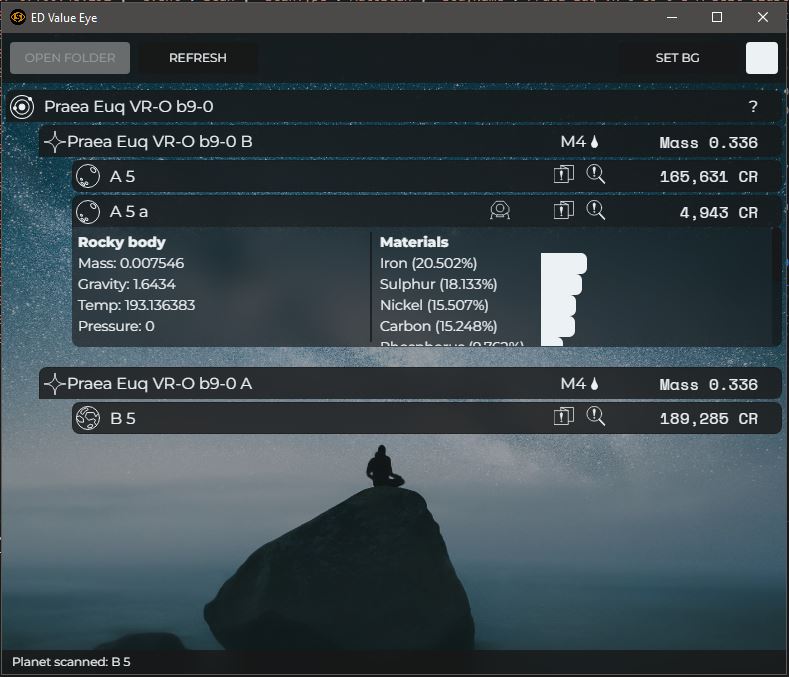 ED Value Eye
OPEN FOLDER REFRESH SET BG
Praea Euq VR-O b9-0 ?
Praea Euq VR-O b9-0 B M4 Mass 0.336
A 5 165,631 CR
A 5 a 4,943 CR
Rocky body
Mass: 0.007546
Gravity: 1.6434
Temp: 193.136383
Pressure: 0
Materials
Iron (20.502%)
Sulphur (18.133%)
Nickel (15.507%)
Carbon (15.248%)
Praea Euq VR-O b9-0 A M4 Mass 0.336
B 5 189,285 CR
Planet scanned: B 5